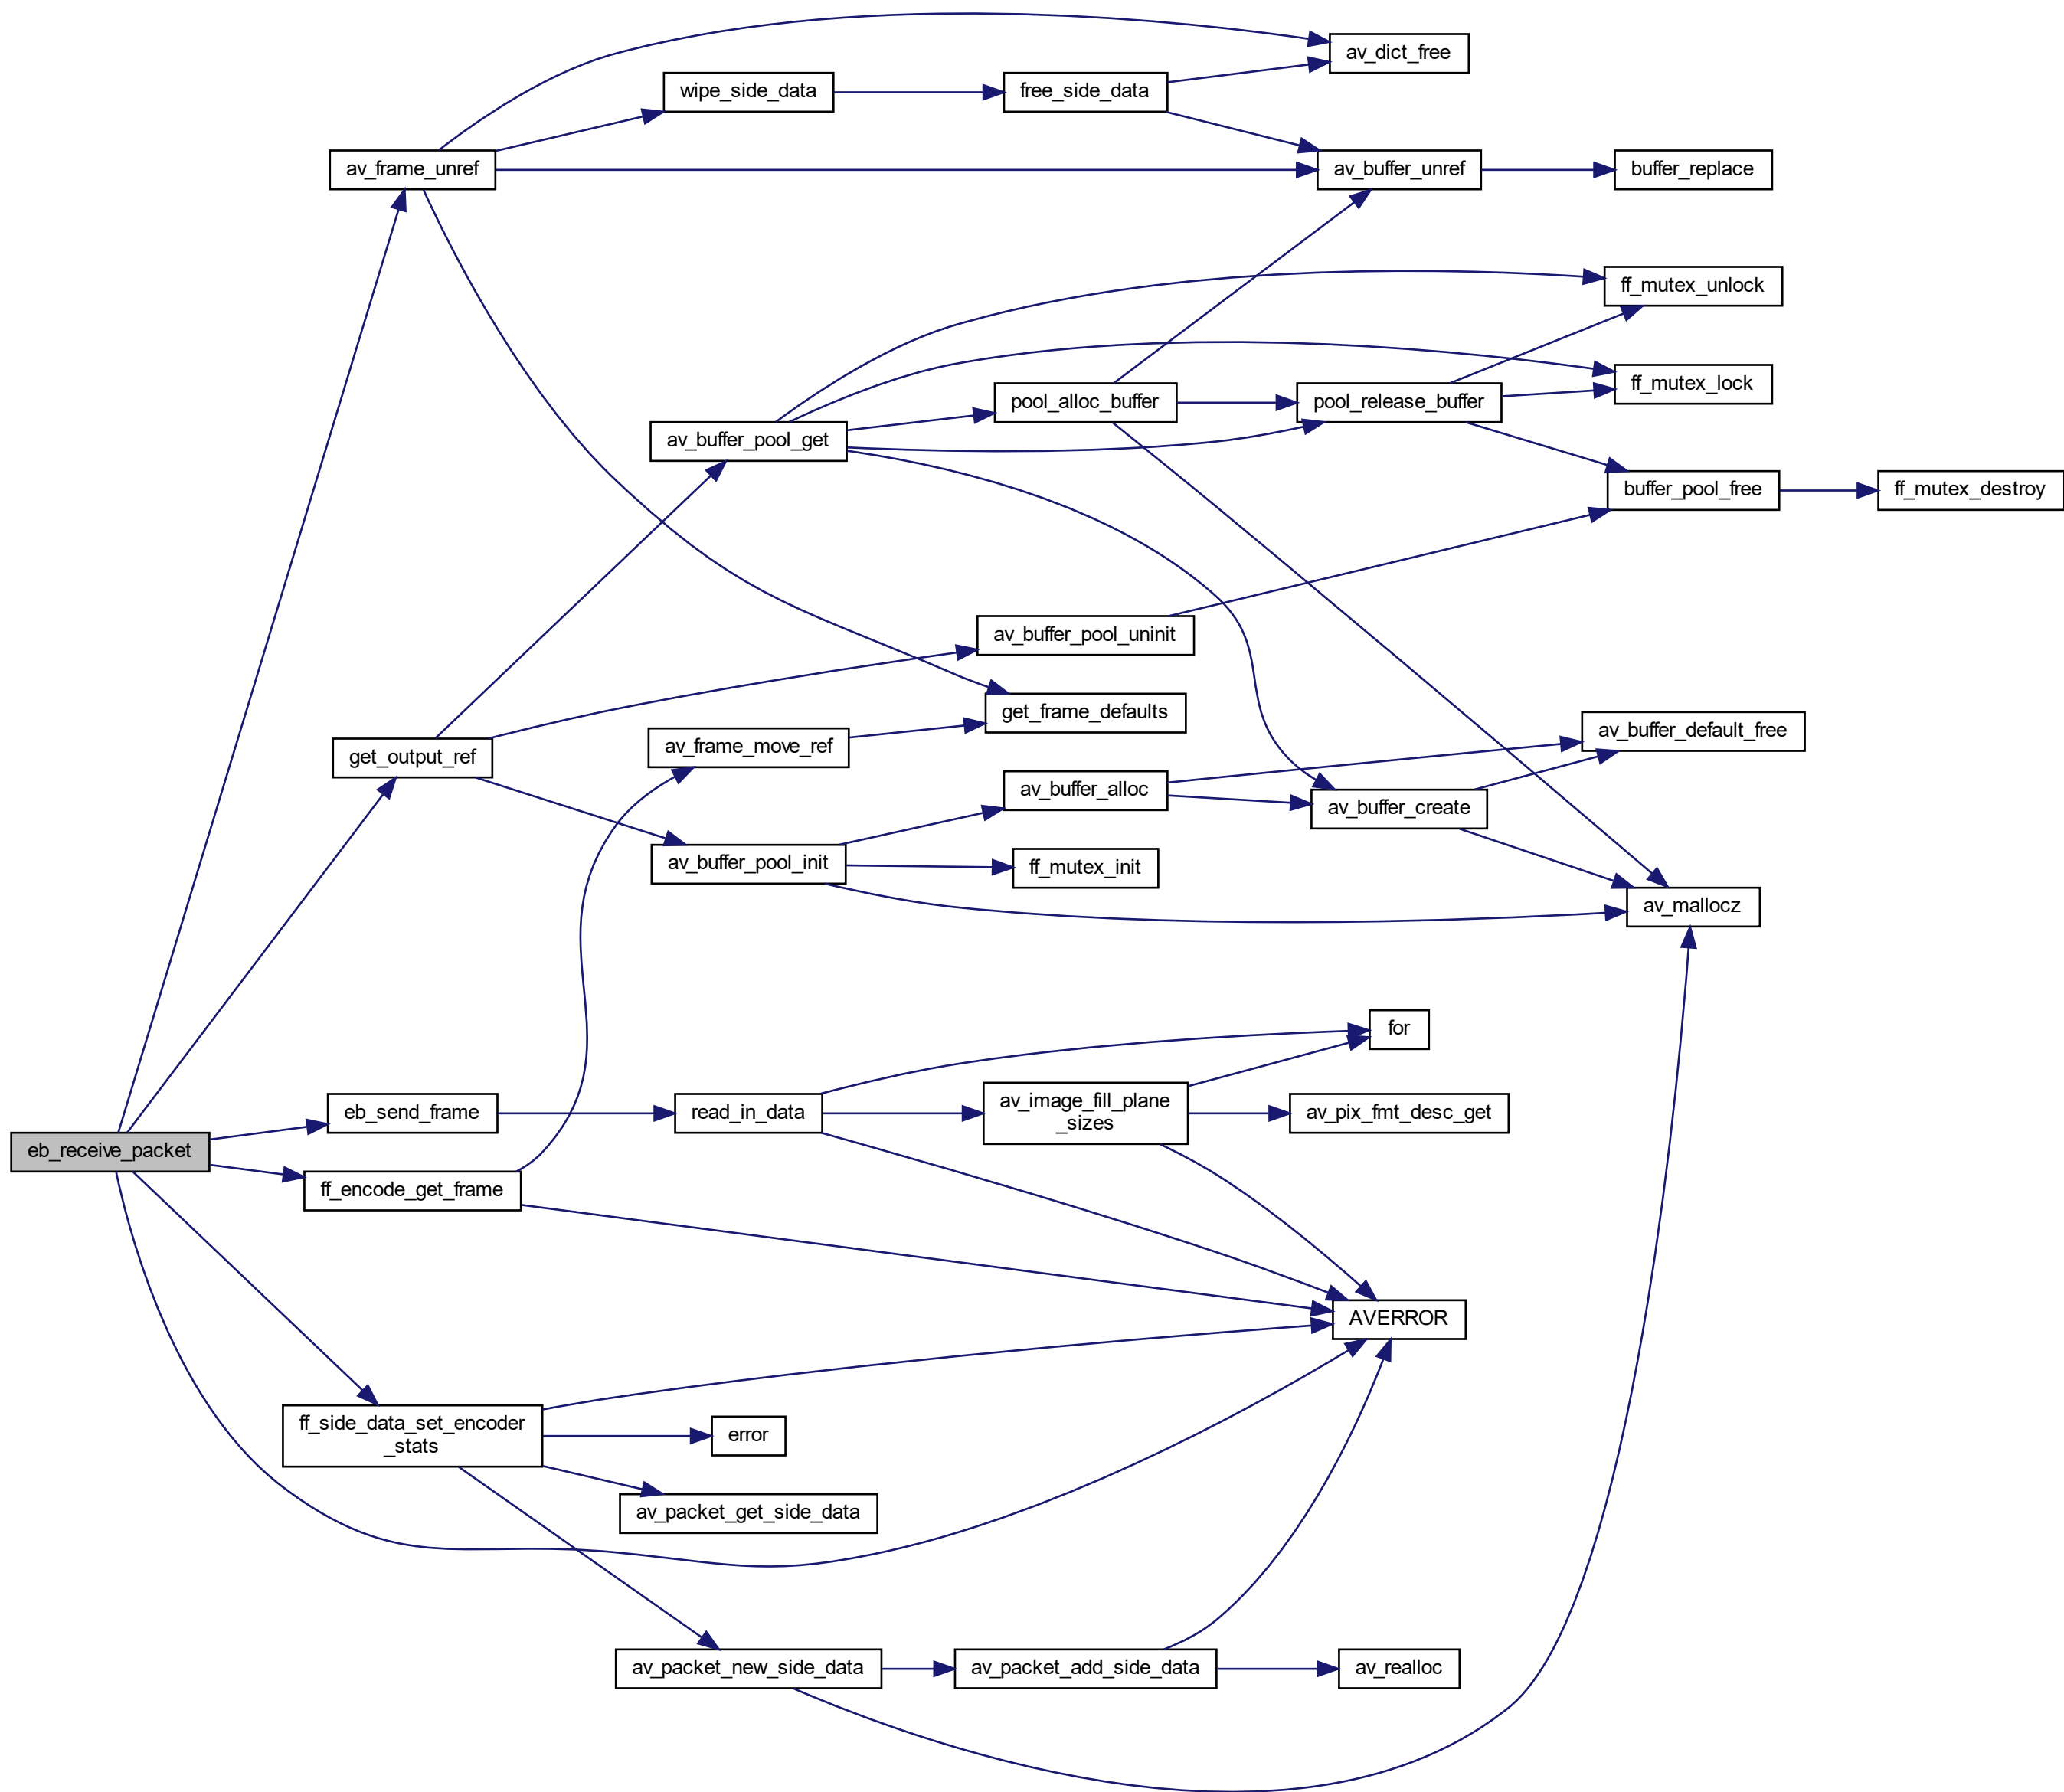 av_dict_free
wipe_side_data
free_side_data
av_frame_unref
av_buffer_unref
buffer_replace
ff_mutex_unlock
ff_mutex_lock
pool_alloc_buffer
pool_release_buffer
av_buffer_pool_get
buffer_pool_free
ff_mutex_destroy
av_buffer_pool_uninit
get_frame_defaults
av_buffer_default_free
av_frame_move_ref
get_output_ref
av_buffer_alloc
av_buffer_create
av_buffer_pool_init
ff_mutex_init
av_mallocz
for
eb_send_frame
read_in_data
av_image_fill_plane
_sizes
av_pix_fmt_desc_get
eb_receive_packet
ff_encode_get_frame
AVERROR
ff_side_data_set_encoder
_stats
error
av_packet_get_side_data
av_packet_new_side_data
av_packet_add_side_data
av_realloc